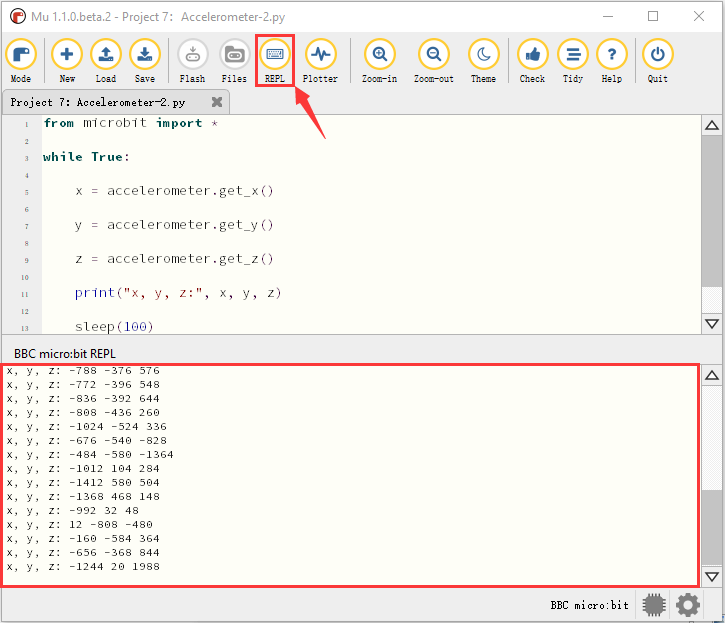 Mu 1.1.0.beta.2 - Project 7: Accelerometer-2.py
Mode New Load Save Flash Files REPL Plotter Zoom-in Zoom-out Theme Check Tidy Help Quit
Project 7: Accelerometer-2.py
1 from microbit import *
2
3 while True:
4
5 x = accelerometer.get_x()
6
7 y = accelerometer.get_y()
8
9 z = accelerometer.get_z()
10
11 print("x, y, z:", x, y, z)
12
13 sleep(100)
BBC micro:bit REPL
x, y, z: -788 -376 576
x, y, z: -772 -396 548
x, y, z: -836 -392 644
x, y, z: -808 -436 260
x, y, z: -1024 -524 336
x, y, z: -676 -540 -828
x, y, z: -484 -580 -1364
x, y, z: -1012 104 284
x, y, z: -1412 580 504
x, y, z: -1368 468 148
x, y, z: -992 32 48
x, y, z: 12 -808 -480
x, y, z: -160 -584 364
x, y, z: -656 -368 844
x, y, z: -1244 20 1988
BBC micro:bit